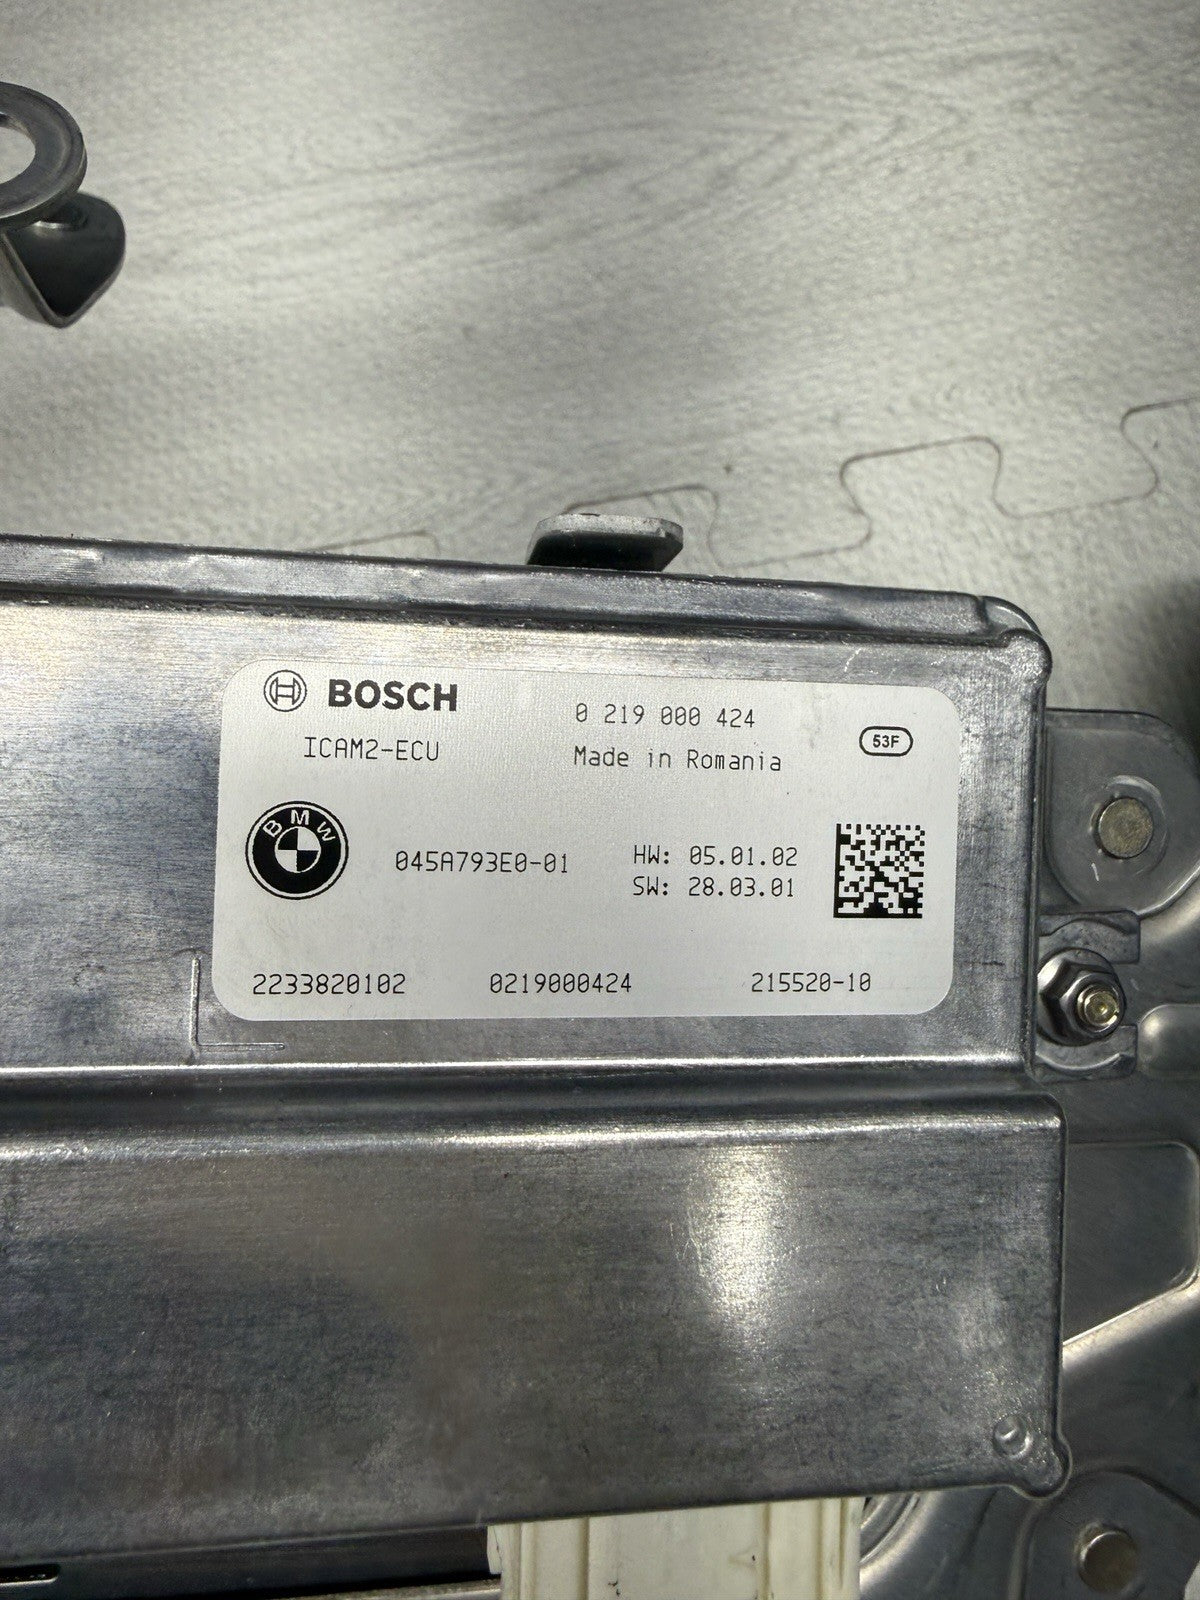 BOSCH
0 219 000 424
ICAM2-ECU
Made in Romania
53F
BMW
045A793E0-01
HW: 05.01.02
SW: 28.03.01
2233820102
0219000424
215520-10